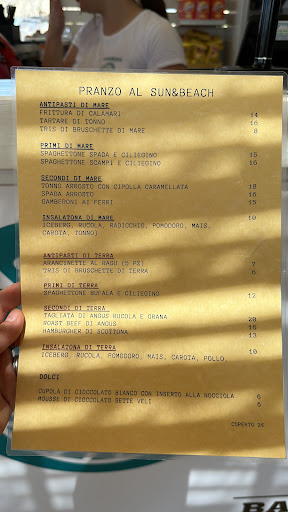 PRANZO AL SUN&BEACH
ANTIPASTI DI MARE
FRITTURA DI CALAMARI 14
TARTARE DI TONNO 16
TRIS DI BRUSCHETTE DI MARE 8
PRIMI DI MARE
SPAGHETTONE SPADA E CILIEGINO 15
SPAGHETTONE SCAMPI E CILIEGINO 16
SECONDI DI MARE
TONNO ARROSTO CON CIPOLLA CARAMELLATA 18
SPADA ARROSTO 16
GAMBERONI AI FERRI 15
INSALATONA DI MARE 10
ICEBERG, RUCOLA, RADICCHIO, POMODORO, MAIS,
CAROTA, TONNO)
ANTIPASTI DI TERRA
ARANCINETTE AL RAGU (5 PZ) 7
TRIS DI BRUSCHETTE DI TERRA 6
PRIMI DI TERRA
SPAGHETTONE BUFALA E CILIEGINO 12
SECONDI DI TERRA
TAGLIATA DI ANGUS RUCOLA E GRANA 20
ROAST BEEF DI ANGUS 16
HAMBURGHER DI SCOTTONA 13
INSALATONA DI TERRA 10
ICEBERG, RUCOLA, POMODORO, MAIS, CAROTA, POLLO,
DOLCI
CUPOLA DI CIOCCOLATO BIANCO CON INSERTO ALLA NOCCIOLA 6
MOUSSE DI CIOCCOLATO SETTE VELI 6
COPERTO 2€
BA